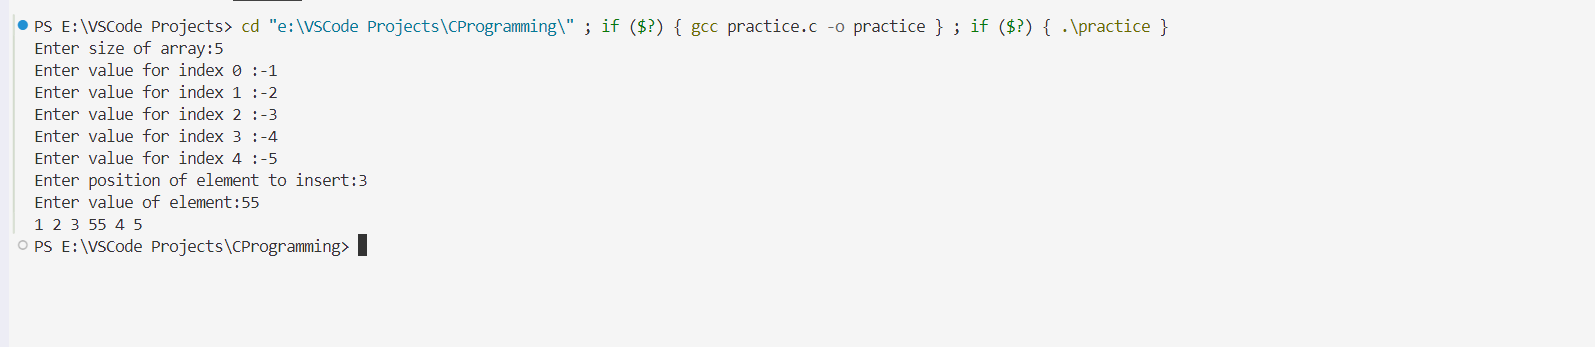 PS E:\VSCode Projects> cd "e:\VSCode Projects\CProgramming\" ; if ($?) { gcc practice.c -o practice } ; if ($?) { .\practice }
Enter size of array:5
Enter value for index 0 :-1
Enter value for index 1 :-2
Enter value for index 2 :-3
Enter value for index 3 :-4
Enter value for index 4 :-5
Enter position of element to insert:3
Enter value of element:55
1 2 3 55 4 5
PS E:\VSCode Projects\CProgramming>